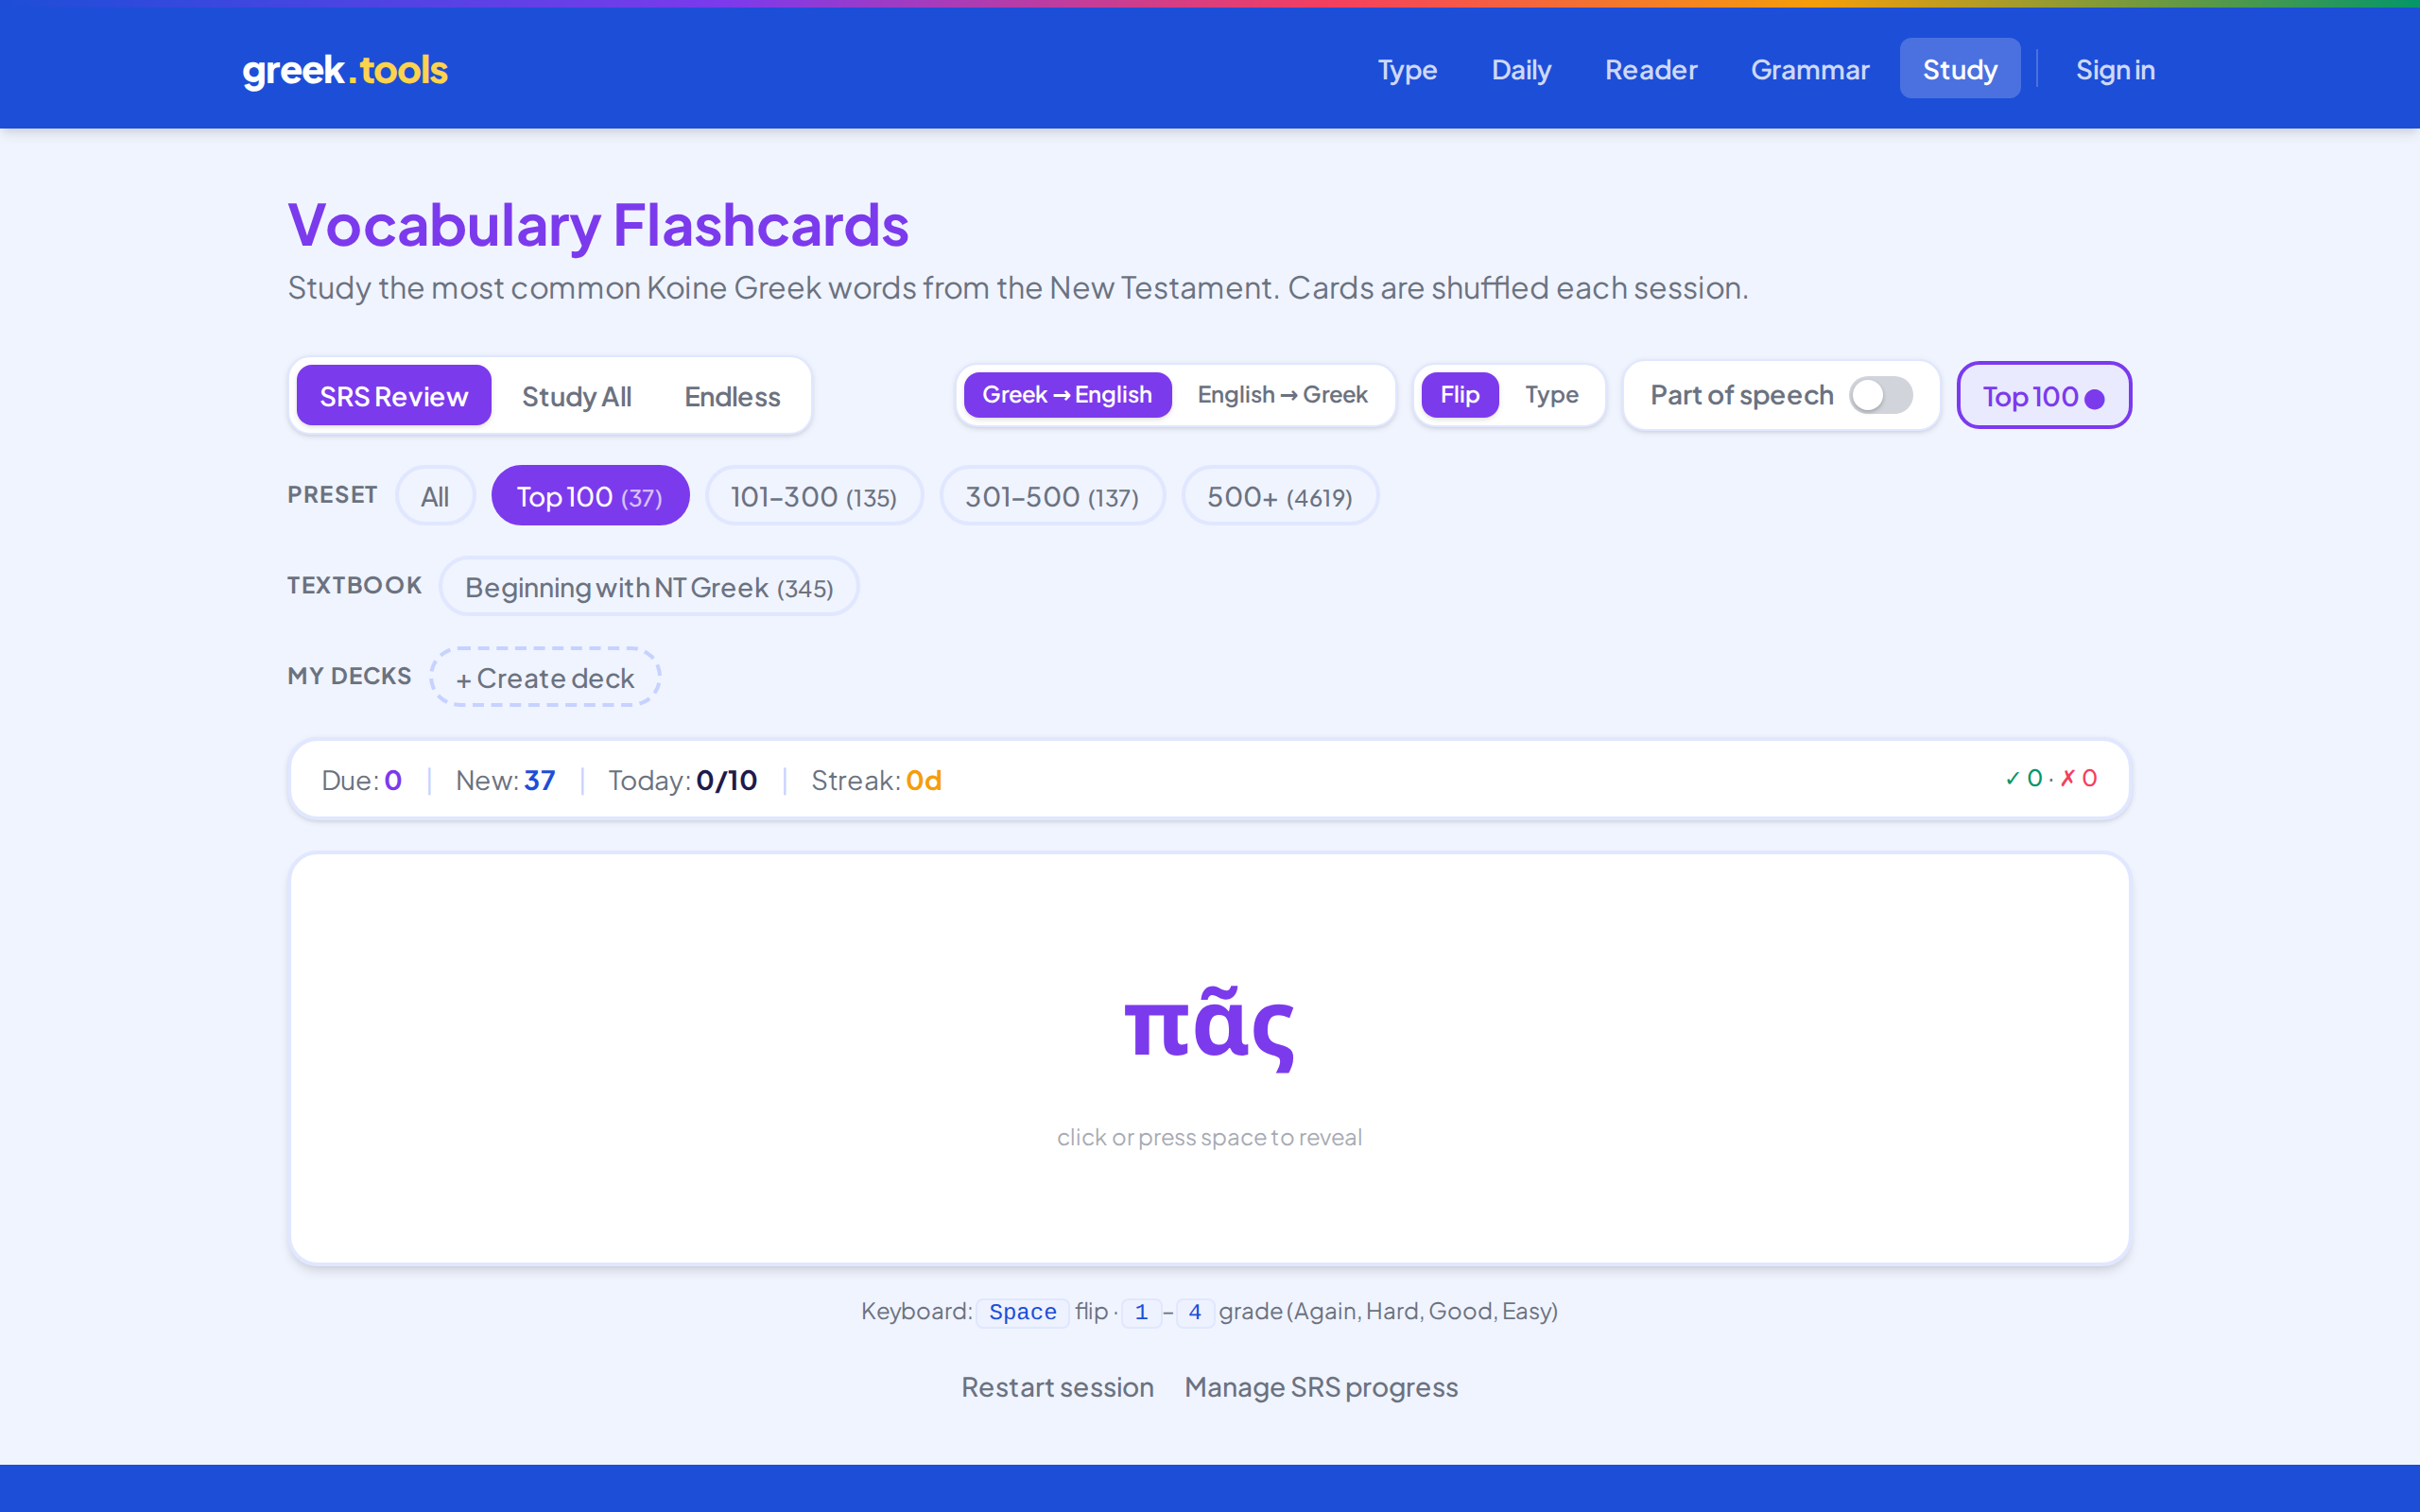 greek.tools
Type Daily Reader Grammar Study Sign in
Vocabulary Flashcards
Study the most common Koine Greek words from the New Testament. Cards are shuffled each session.
SRS Review Study All Endless Greek → English English → Greek Flip Type Part of speech Top 100 ●
PRESET All Top 100 (37) 101–300 (135) 301–500 (137) 500+ (4619)
TEXTBOOK Beginning with NT Greek (345)
MY DECKS + Create deck
Due: 0 | New: 37 | Today: 0/10 | Streak: 0d ✓ 0 · ✗ 0
πᾶς
click or press space to reveal
Keyboard: Space flip · 1 – 4 grade (Again, Hard, Good, Easy)
Restart session Manage SRS progress